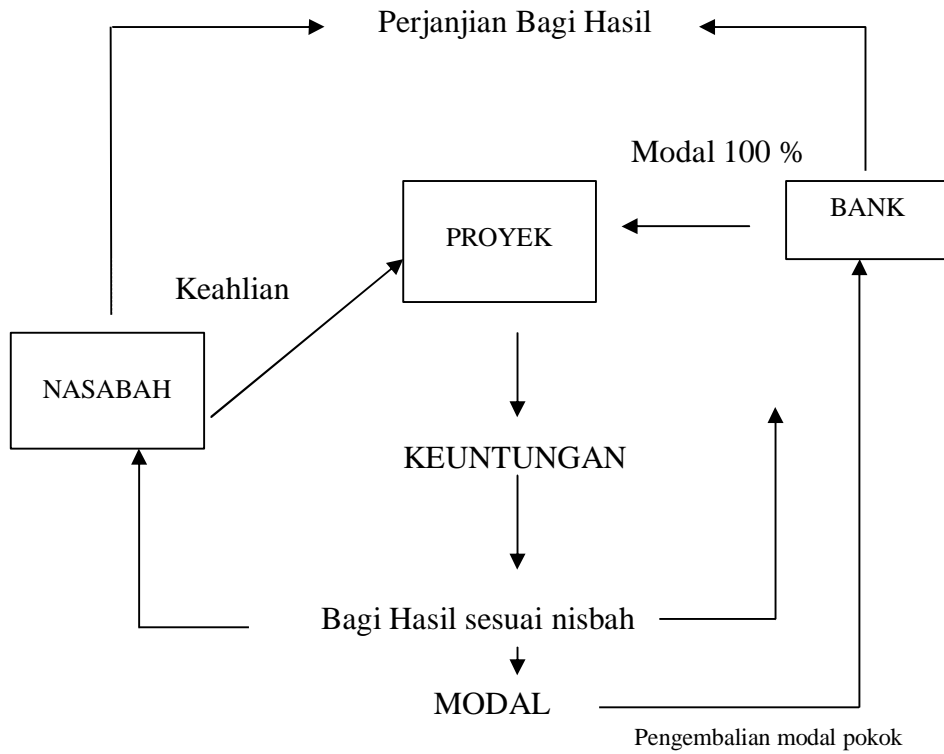 Perjanjian Bagi Hasil
Modal 100 %
BANK
PROYEK
Keahlian
NASABAH
KEUNTUNGAN
Bagi Hasil sesuai nisbah
MODAL
Pengembalian modal pokok